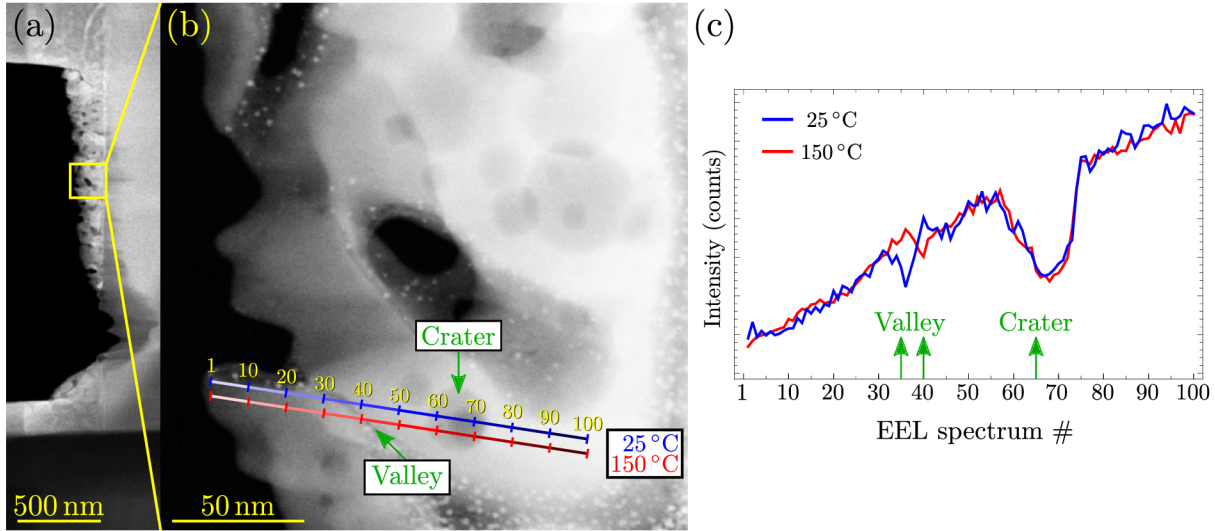 (a)
500 nm
(b)
Crater
1 10 20 30 40 50 60 70 80 90 100
25 °C
150 °C
Valley
50 nm
(c)
25 °C
150 °C
Intensity (counts)
Valley Crater
1 10 20 30 40 50 60 70 80 90 100
EEL spectrum #